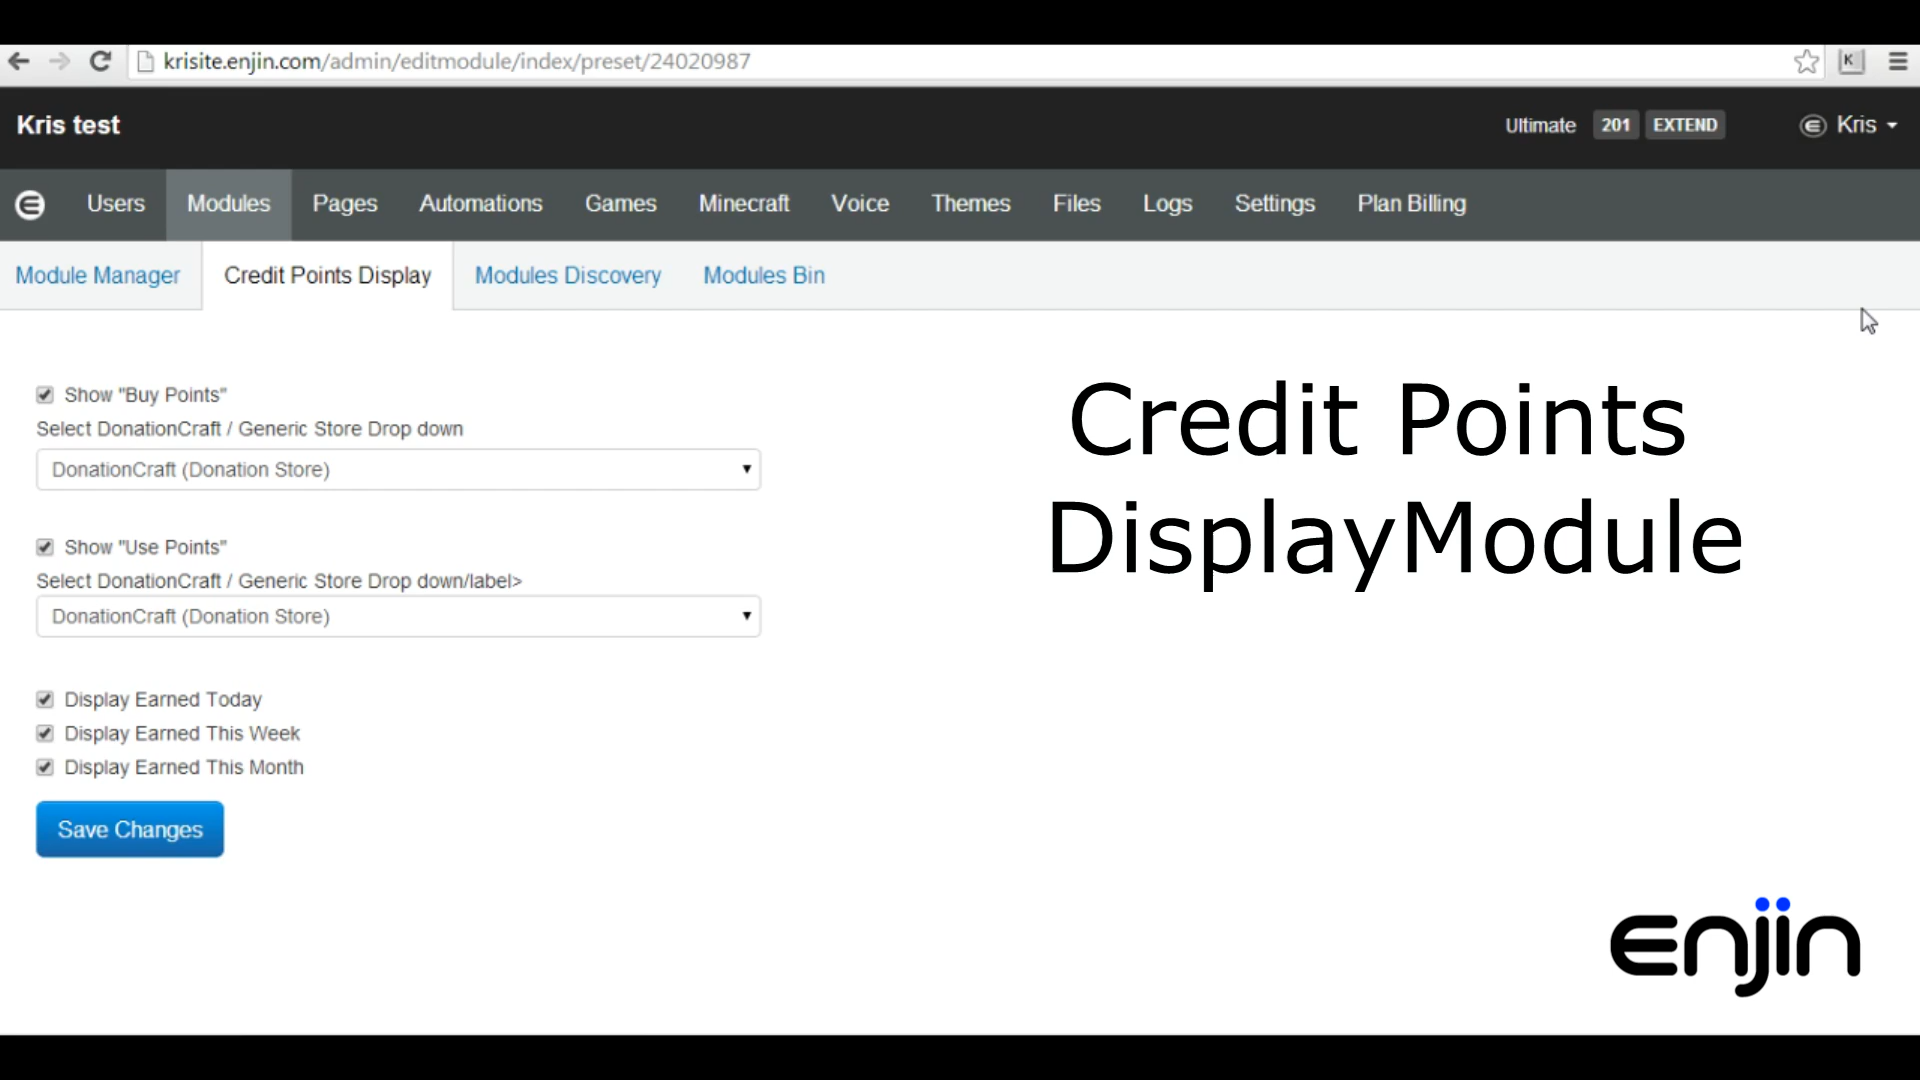 krisite.enjin.com/admin/editmodule/index/preset/24020987
K
Kris test
Ultimate 201 EXTEND Kris
Users Modules Pages Automations Games Minecraft Voice Themes Files Logs Settings Plan Billing
Module Manager Credit Points Display Modules Discovery Modules Bin
Show "Buy Points"
Select DonationCraft / Generic Store Drop down
DonationCraft (Donation Store)
Show "Use Points"
Select DonationCraft / Generic Store Drop down/label>
DonationCraft (Donation Store)
Display Earned Today
Display Earned This Week
Display Earned This Month
Save Changes
Credit Points
DisplayModule
enjin